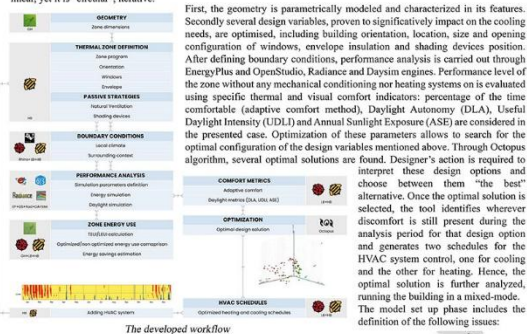 mean, yet it is "circular", iterative.
GEOMETRY
Zone dimensions
THERMAL ZONE DEFINITION
Zone program
Orientation
Windows
Envelope
PASSIVE STRATEGIES
Natural Ventilation
Shading devices
BOUNDARY CONDITIONS
Local climate
Surrounding context
PERFORMANCE ANALYSIS
Simulation parameters definition
Energy simulation
Daylight simulation
ZONE ENERGY USE
Optimized/non optimized energy use comparison
Energy savings estimation
Adding HVAC system
COMFORT METRICS
Adaptive comfort
Daylight metrics (DLA, UDLI, ASE)
OPTIMIZATION
Optimal design solution
Octopus
HVAC SCHEDULES
Optimized heating and cooling schedules
The developed workflow
First, the geometry is parametrically modeled and characterized in its features.
Secondly several design variables, proven to significantly impact on the cooling
needs, are optimised, including building orientation, location, size and opening
configuration of windows, envelope insulation and shading devices position.
After defining boundary conditions, performance analysis is carried out through
EnergyPlus and OpenStudio, Radiance and Daysim engines. Performance level of
the zone without any mechanical conditioning nor heating systems on is evaluated
using specific thermal and visual comfort indicators: percentage of the time
comfortable (adaptive comfort method), Daylight Autonomy (DLA), Useful
Daylight Intensity (UDLI) and Annual Sunlight Exposure (ASE) are considered in
the presented case. Optimization of these parameters allows to search for the
optimal configuration of the design variables mentioned above. Through Octopus
algorithm, several optimal solutions are found. Designer's action is required to
interpret these design options and
choose between them "the best"
alternative. Once the optimal solution is
selected, the tool identifies wherever
discomfort is still present during the
analysis period for that design option
and generates two schedules for the
HVAC system control, one for cooling
and the other for heating. Hence, the
optimal solution is further analyzed,
running the building in a mixed-mode.
The model set up phase includes the
definition of the following issues: